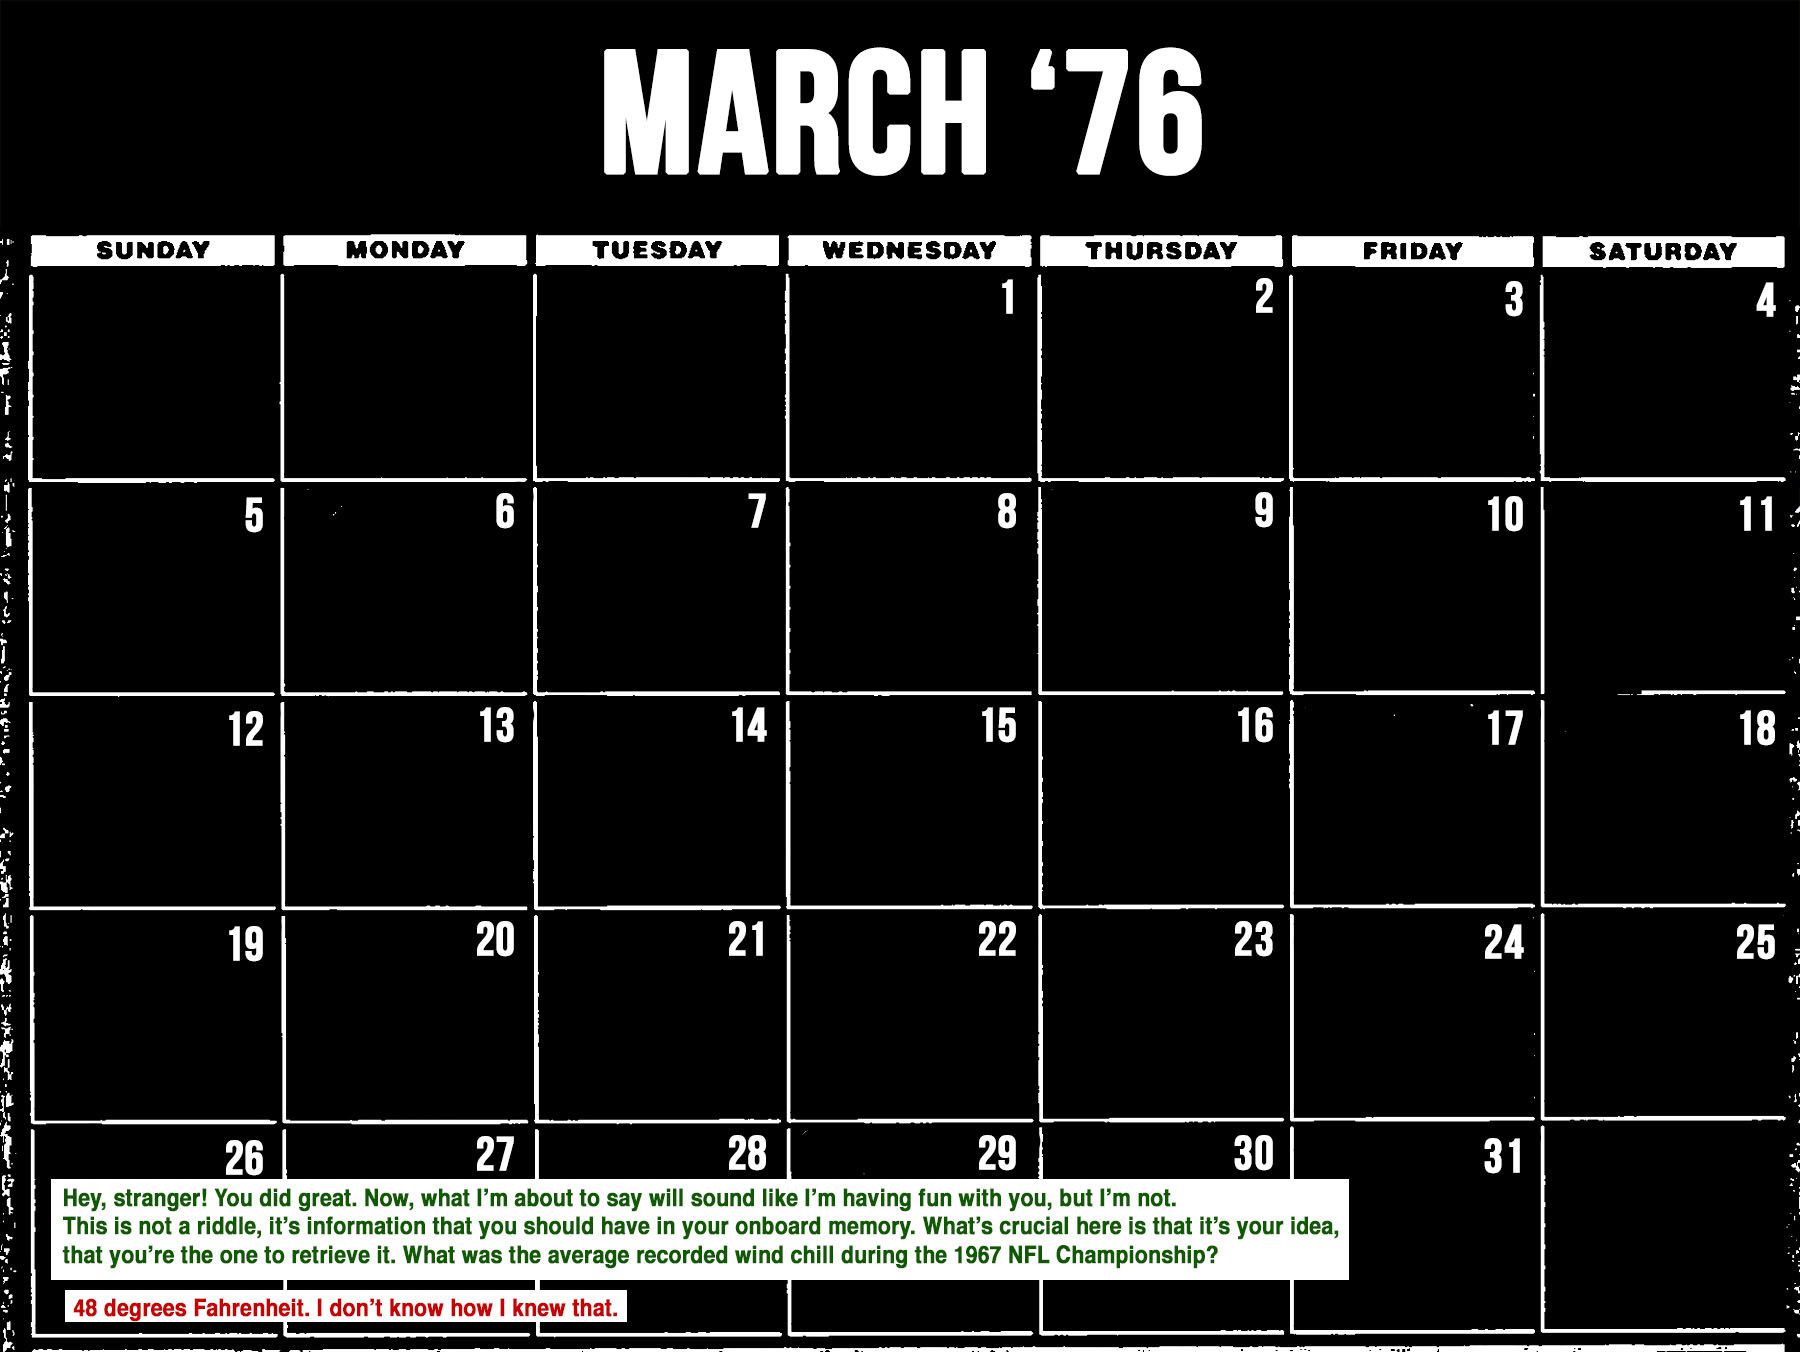 MARCH ‘76
SUNDAY MONDAY TUESDAY WEDNESDAY THURSDAY FRIDAY SATURDAY
1 2 3 4
5 6 7 8 9 10 11
12 13 14 15 16 17 18
19 20 21 22 23 24 25
26 27 28 29 30 31
Hey, stranger! You did great. Now, what I’m about to say will sound like I’m having fun with you, but I’m not.
This is not a riddle, it’s information that you should have in your onboard memory. What’s crucial here is that it’s your idea,
that you’re the one to retrieve it. What was the average recorded wind chill during the 1967 NFL Championship?
48 degrees Fahrenheit. I don’t know how I knew that.